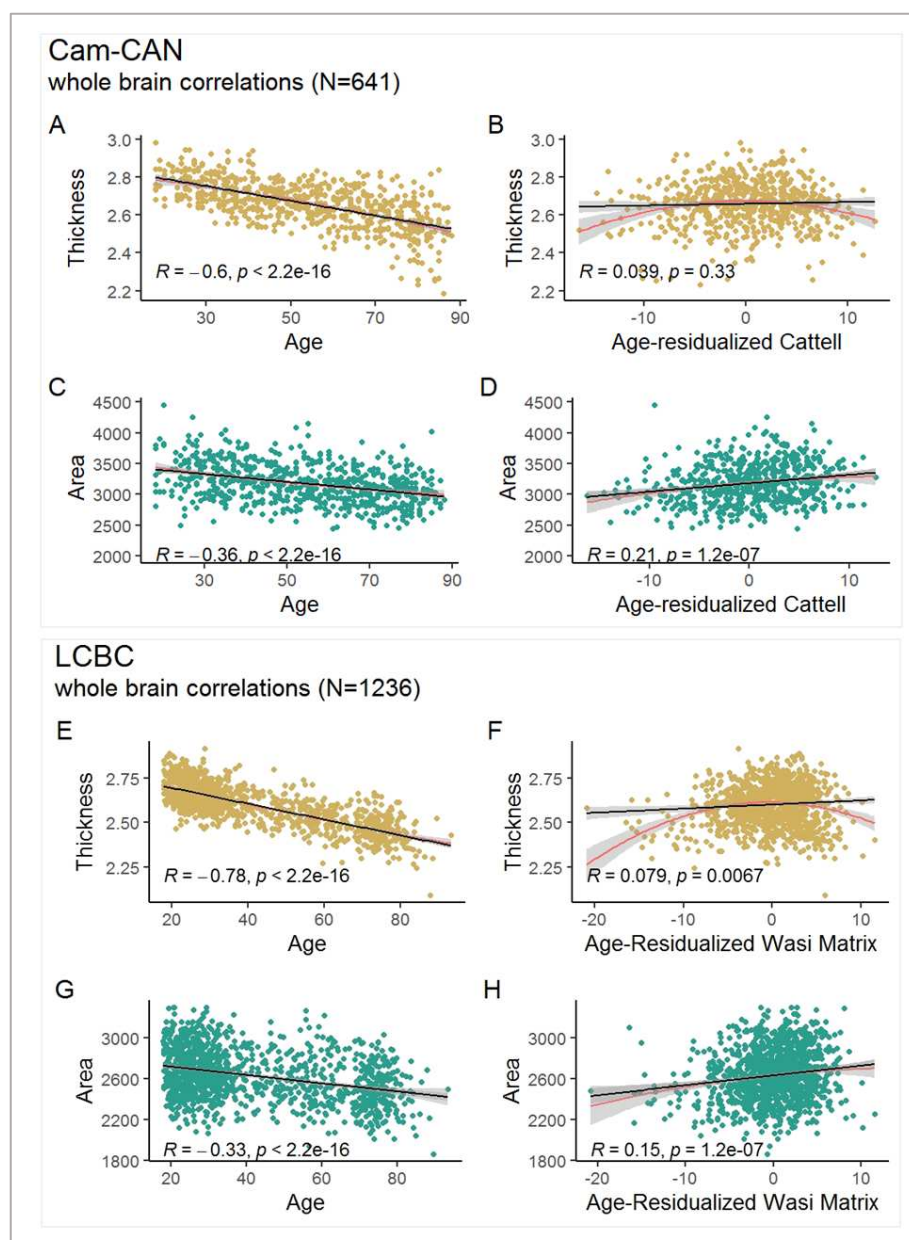 Cam-CAN
whole brain correlations (N=641)
A
B
Thickness
3.0
2.8
2.6
2.4
2.2
R = −0.6, p < 2.2e-16
30
50
70
90
Age
Thickness
3.0
2.8
2.6
2.4
2.2
R = 0.039, p = 0.33
-10
0
10
Age-residualized Cattell
C
D
Area
4500
4000
3500
3000
2500
2000
R = −0.36, p < 2.2e-16
30
50
70
90
Age
Area
4500
4000
3500
3000
2500
2000
R = 0.21, p = 1.2e-07
-10
0
10
Age-residualized Cattell
LCBC
whole brain correlations (N=1236)
E
F
Thickness
2.75
2.50
2.25
R = −0.78, p < 2.2e-16
20
40
60
80
Age
Thickness
2.75
2.50
2.25
R = 0.079, p = 0.0067
-20
-10
0
10
Age-Residualized Wasi Matrix
G
H
Area
3000
2600
2200
1800
R = −0.33, p < 2.2e-16
20
40
60
80
Age
Area
3000
2600
2200
1800
R = 0.15, p = 1.2e-07
-20
-10
0
10
Age-Residualized Wasi Matrix